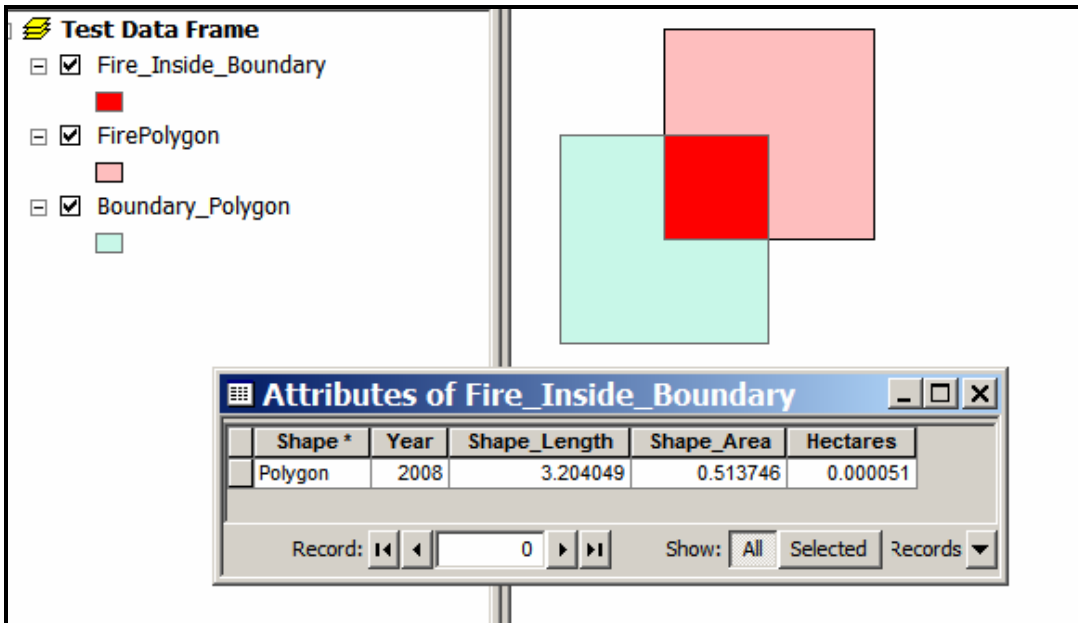 Test Data Frame
Fire_Inside_Boundary
FirePolygon
Boundary_Polygon
Attributes of Fire_Inside_Boundary
Shape * Year Shape_Length Shape_Area Hectares
Polygon 2008 3.204049 0.513746 0.000051
Record: 0 Show: All Selected Records